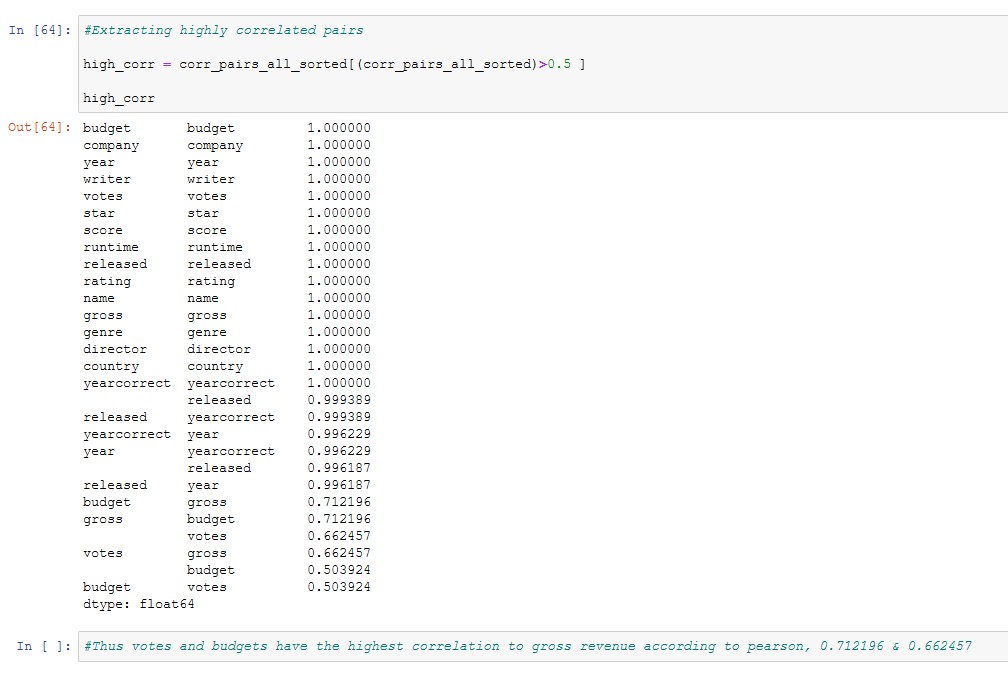 In [64]: #Extracting highly correlated pairs
high_corr = corr_pairs_all_sorted[(corr_pairs_all_sorted)>0.5 ]
high_corr
Out[64]: budget budget 1.000000
company company 1.000000
year year 1.000000
writer writer 1.000000
votes votes 1.000000
star star 1.000000
score score 1.000000
runtime runtime 1.000000
released released 1.000000
rating rating 1.000000
name name 1.000000
gross gross 1.000000
genre genre 1.000000
director director 1.000000
country country 1.000000
yearcorrect yearcorrect 1.000000
released 0.999389
released yearcorrect 0.999389
yearcorrect year 0.996229
year yearcorrect 0.996229
released 0.996187
released year 0.996187
budget gross 0.712196
gross budget 0.712196
votes 0.662457
votes gross 0.662457
budget 0.503924
budget votes 0.503924
dtype: float64
In [ ]: #Thus votes and budgets have the highest correlation to gross revenue according to pearson, 0.712196 & 0.662457